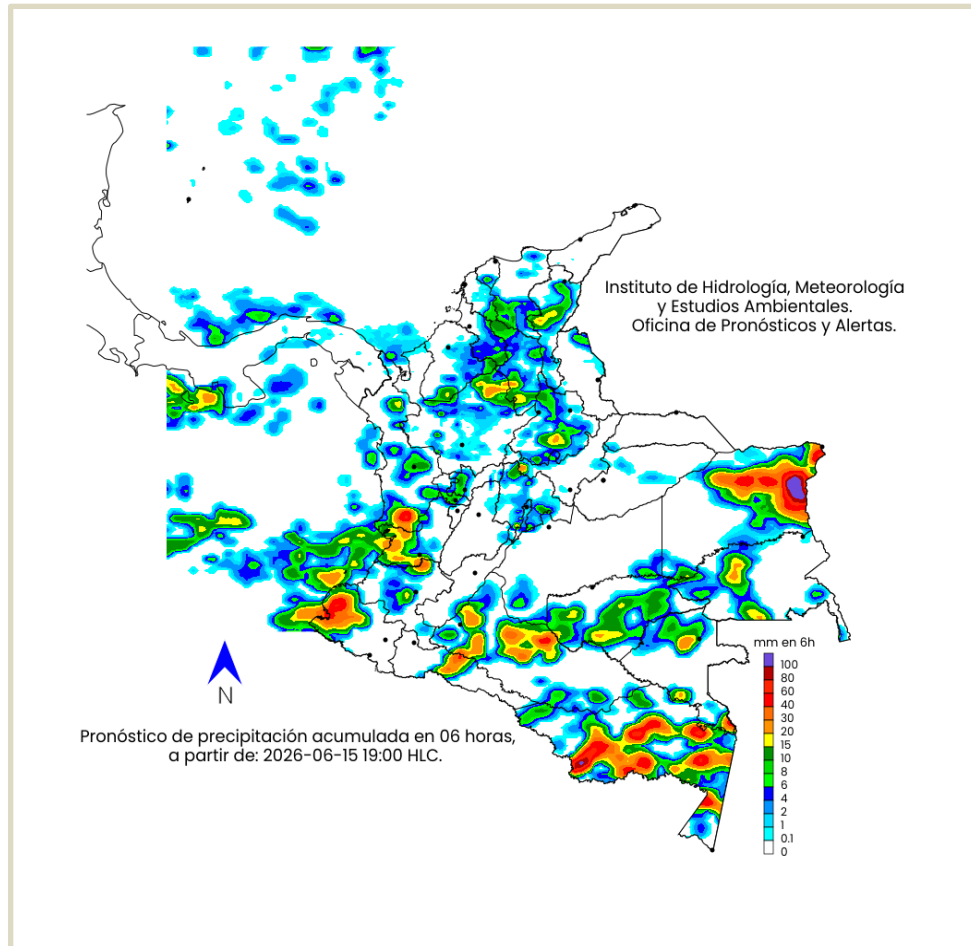 Instituto de Hidrología, Meteorología
y Estudios Ambientales.
Oficina de Pronósticos y Alertas.
mm en 6h
100
80
60
40
30
20
15
10
8
6
4
2
1
0.1
0
N
Pronóstico de precipitación acumulada en 06 horas,
a partir de: 2026-06-15 19:00 HLC.